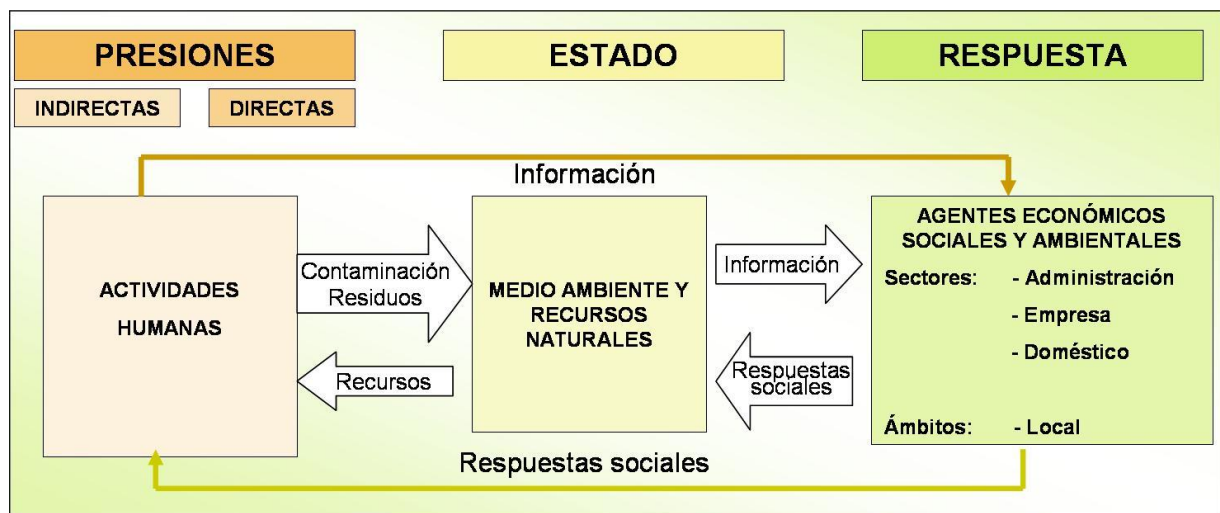 PRESIONES
ESTADO
RESPUESTA
INDIRECTAS
DIRECTAS
Información
ACTIVIDADES
HUMANAS
Contaminación
Residuos
Recursos
MEDIO AMBIENTE Y
RECURSOS
NATURALES
Información
Respuestas
sociales
AGENTES ECONÓMICOS
SOCIALES Y AMBIENTALES
Sectores: - Administración
- Empresa
- Doméstico
Ámbitos: - Local
Respuestas sociales